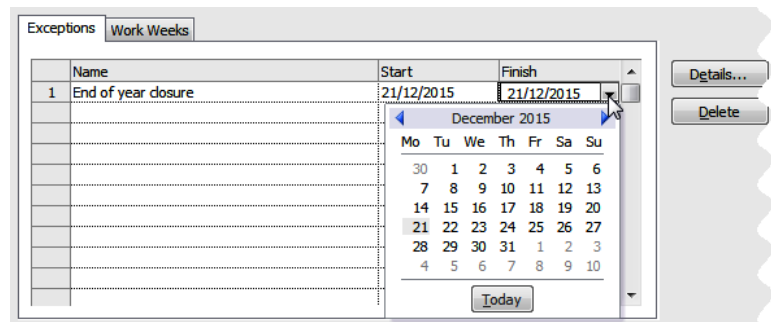 Exceptions Work Weeks
Name Start Finish
1 End of year closure 21/12/2015 21/12/2015
Details...
Delete
December 2015
Mo Tu We Th Fr Sa Su
30 1 2 3 4 5 6
7 8 9 10 11 12 13
14 15 16 17 18 19 20
21 22 23 24 25 26 27
28 29 30 31 1 2 3
4 5 6 7 8 9 10
Today